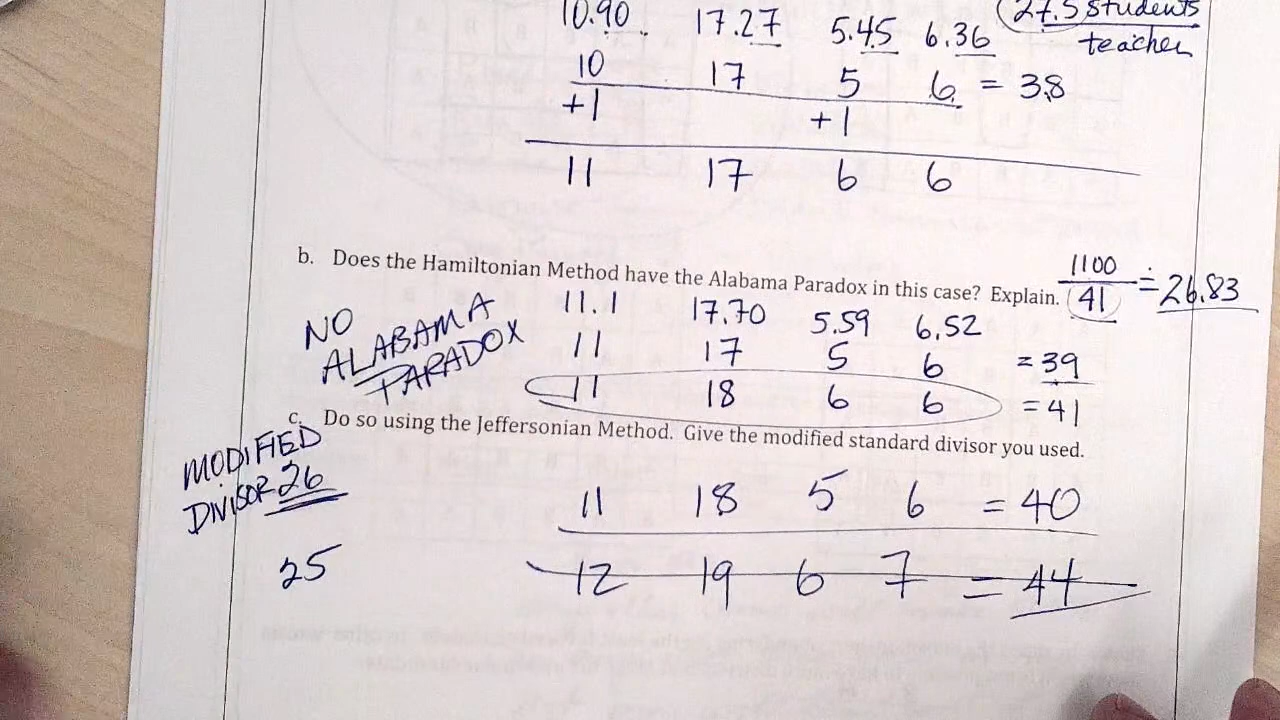 10.90 17.27 5.45 6.36 27.5 students
teacher
10 17 5 6 = 38
+1 +1
11 17 6 6
b. Does the Hamiltonian Method have the Alabama Paradox in this case? Explain.
1100
41
≐ 26.83
NO
ALABAMA
PARADOX
11.1 17.70 5.59 6.52
11 17 5 6 = 39
11 18 6 6 = 41
c. Do so using the Jeffersonian Method. Give the modified standard divisor you used.
MODIFIED
DIVISOR 26
11 18 5 6 = 40
25
12 19 6 7 = 44